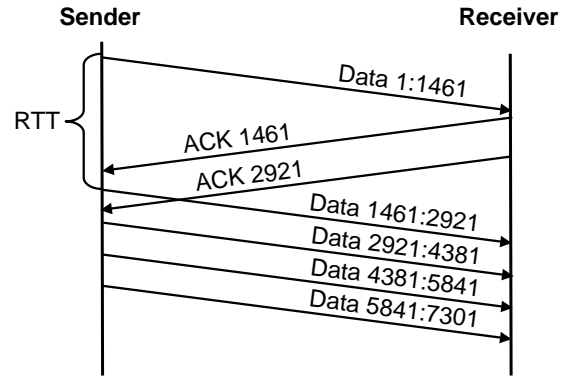 Sender
Receiver
Data 1:1461
RTT
ACK 1461
ACK 2921
Data 1461:2921
Data 2921:4381
Data 4381:5841
Data 5841:7301